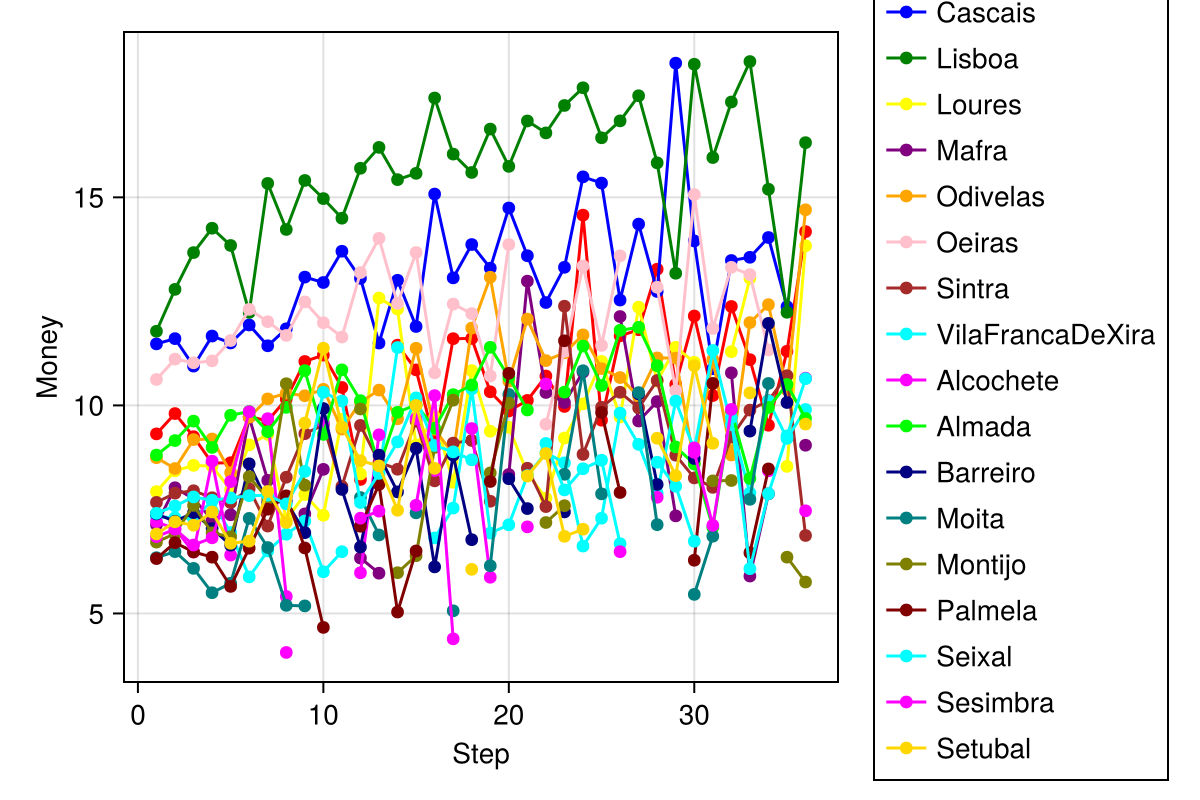 Money
15
10
5
0
10
20
30
Step
Cascais
Lisboa
Loures
Mafra
Odivelas
Oeiras
Sintra
VilaFrancaDeXira
Alcochete
Almada
Barreiro
Moita
Montijo
Palmela
Seixal
Sesimbra
Setubal